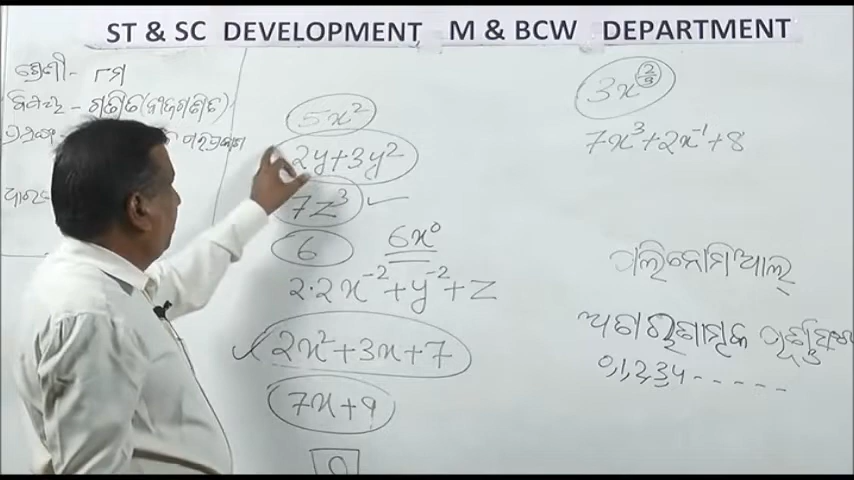 ST & SC DEVELOPMENT, M & BCW DEPARTMENT
ଶ୍ରେଣୀ - ୮ମ
ବିଷୟ - ଗଣିତ (ବୀଜଗଣିତ)
5x²
2y+3y²
7z³
6 6x⁰
2·2x⁻²+y⁻²+z
2x²+3x+7
7x+9
0
3x^(2/3)
7x³+2x⁻¹+8
ପଲିନୋମିଆଲ୍
ଅଣଋଣାତ୍ମକ ପୂର୍ଣ୍ଣ
0,1,2,3,4 - - - - -